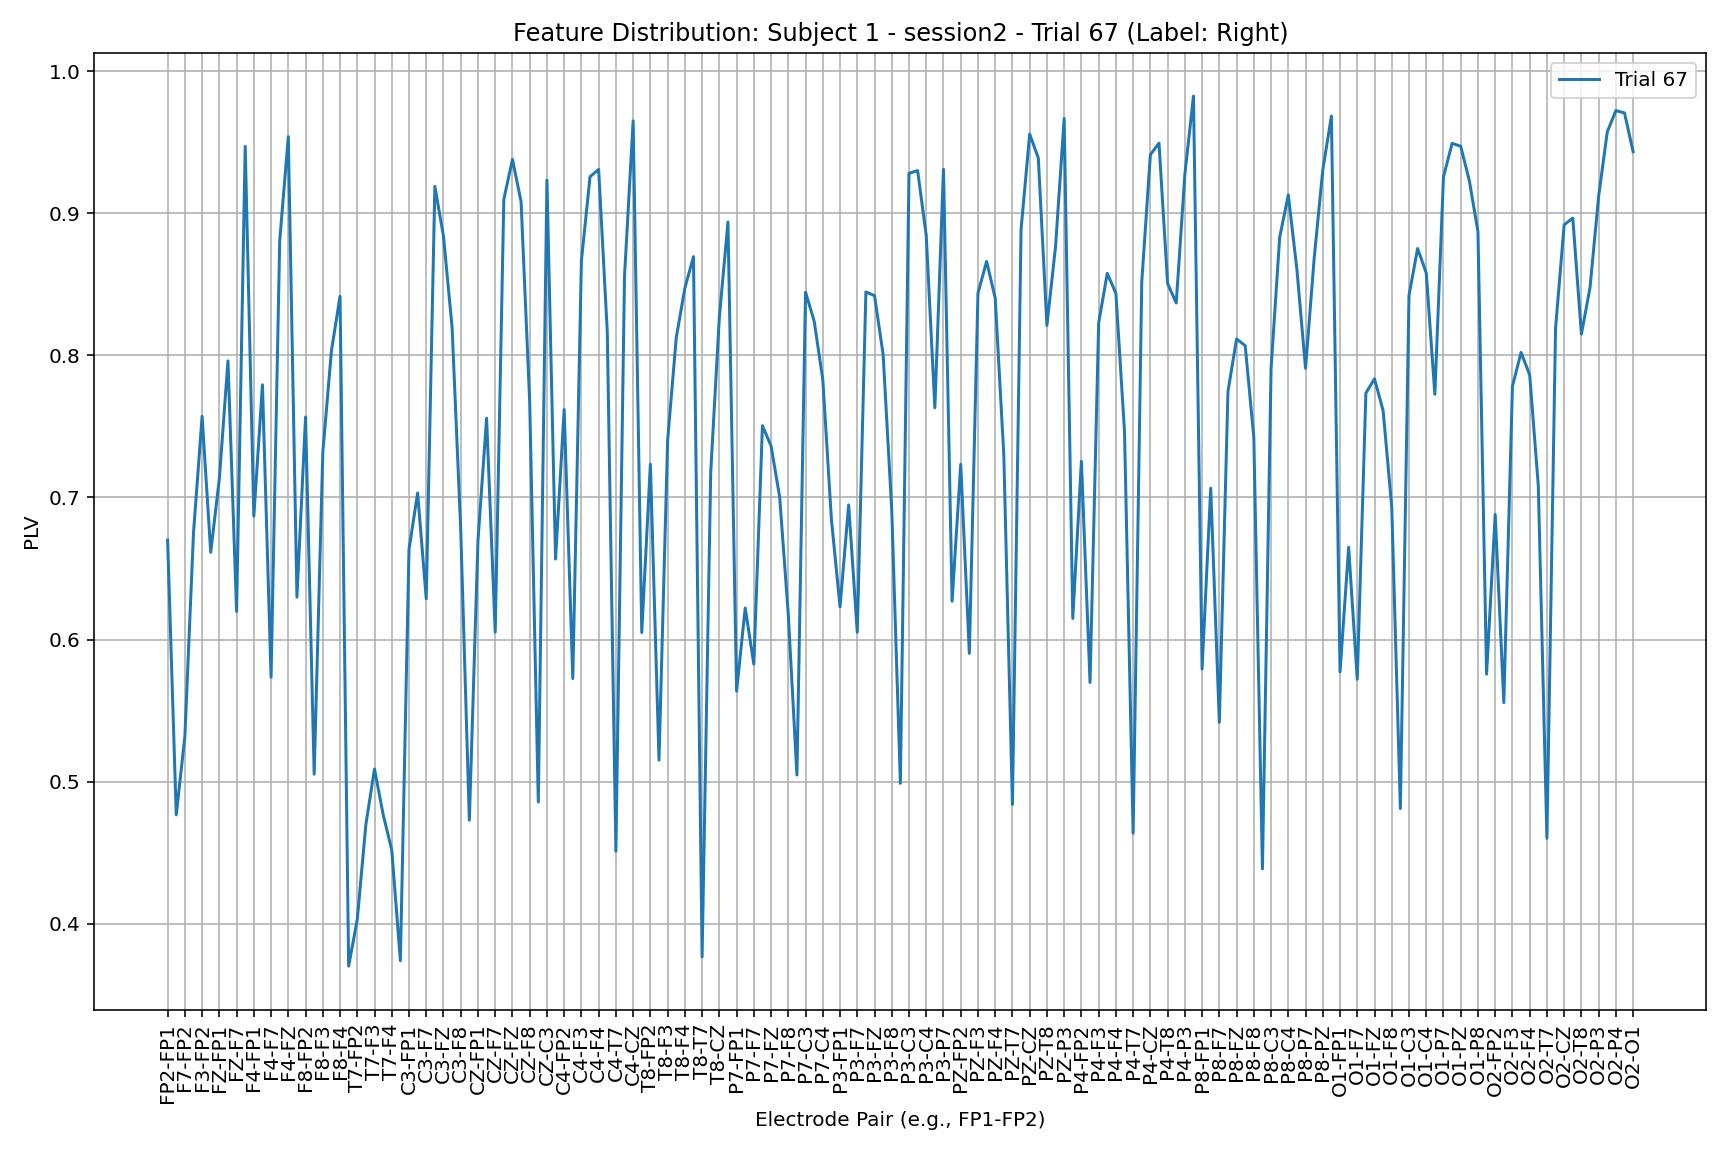 Feature Distribution: Subject 1 - session2 - Trial 67 (Label: Right)
Trial 67
PLV
1.0
0.9
0.8
0.7
0.6
0.5
0.4
FP2-FP1
F7-FP2
F3-FP2
FZ-FP1
FZ-F7
F4-FP1
F4-F7
F4-FZ
F8-FP2
F8-F3
F8-F4
T7-FP2
T7-F3
T7-F4
C3-FP1
C3-F7
C3-FZ
C3-F8
CZ-FP1
CZ-F7
CZ-FZ
CZ-F8
CZ-C3
C4-FP2
C4-F3
C4-F4
C4-T7
C4-CZ
T8-FP2
T8-F3
T8-F4
T8-T7
T8-CZ
P7-FP1
P7-F7
P7-FZ
P7-F8
P7-C3
P7-C4
P3-FP1
P3-F7
P3-FZ
P3-F8
P3-C3
P3-C4
P3-P7
PZ-FP2
PZ-F3
PZ-F4
PZ-T7
PZ-CZ
PZ-T8
PZ-P3
P4-FP2
P4-F3
P4-F4
P4-T7
P4-CZ
P4-T8
P4-P3
P8-FP1
P8-F7
P8-FZ
P8-F8
P8-C3
P8-C4
P8-P7
P8-PZ
O1-FP1
O1-F7
O1-FZ
O1-F8
O1-C3
O1-C4
O1-P7
O1-PZ
O1-P8
O2-FP2
O2-F3
O2-F4
O2-T7
O2-CZ
O2-T8
O2-P3
O2-P4
O2-O1
Electrode Pair (e.g., FP1-FP2)